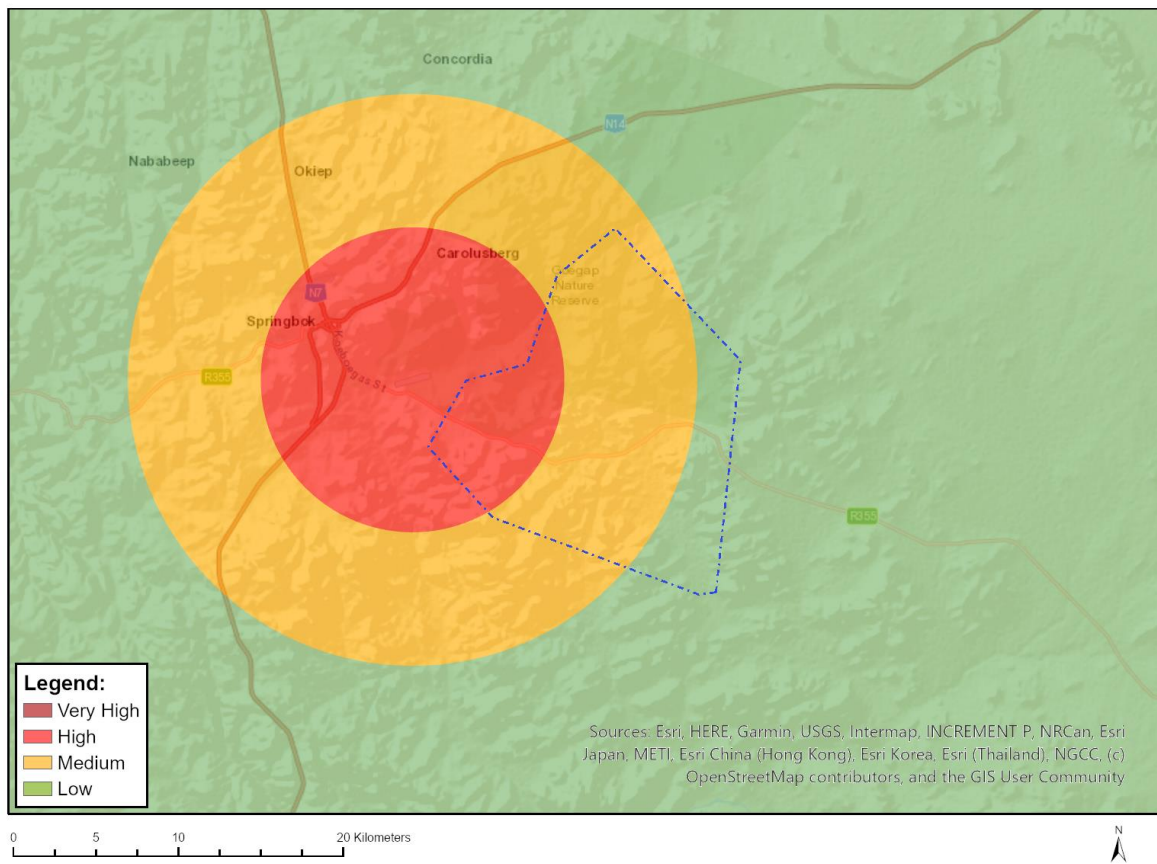 Concordia
N14
Nababeep
Okiep
Carolusberg
Goegap
Nature
Reserve
N7
Springbok
R355
R355
Legend:
Very High
High
Medium
Low
Sources: Esri, HERE, Garmin, USGS, Intermap, INCREMENT P, NRCan, Esri
Japan, METI, Esri China (Hong Kong), Esri Korea, Esri (Thailand), NGCC, (c)
OpenStreetMap contributors, and the GIS User Community
0 5 10 20 Kilometers
N